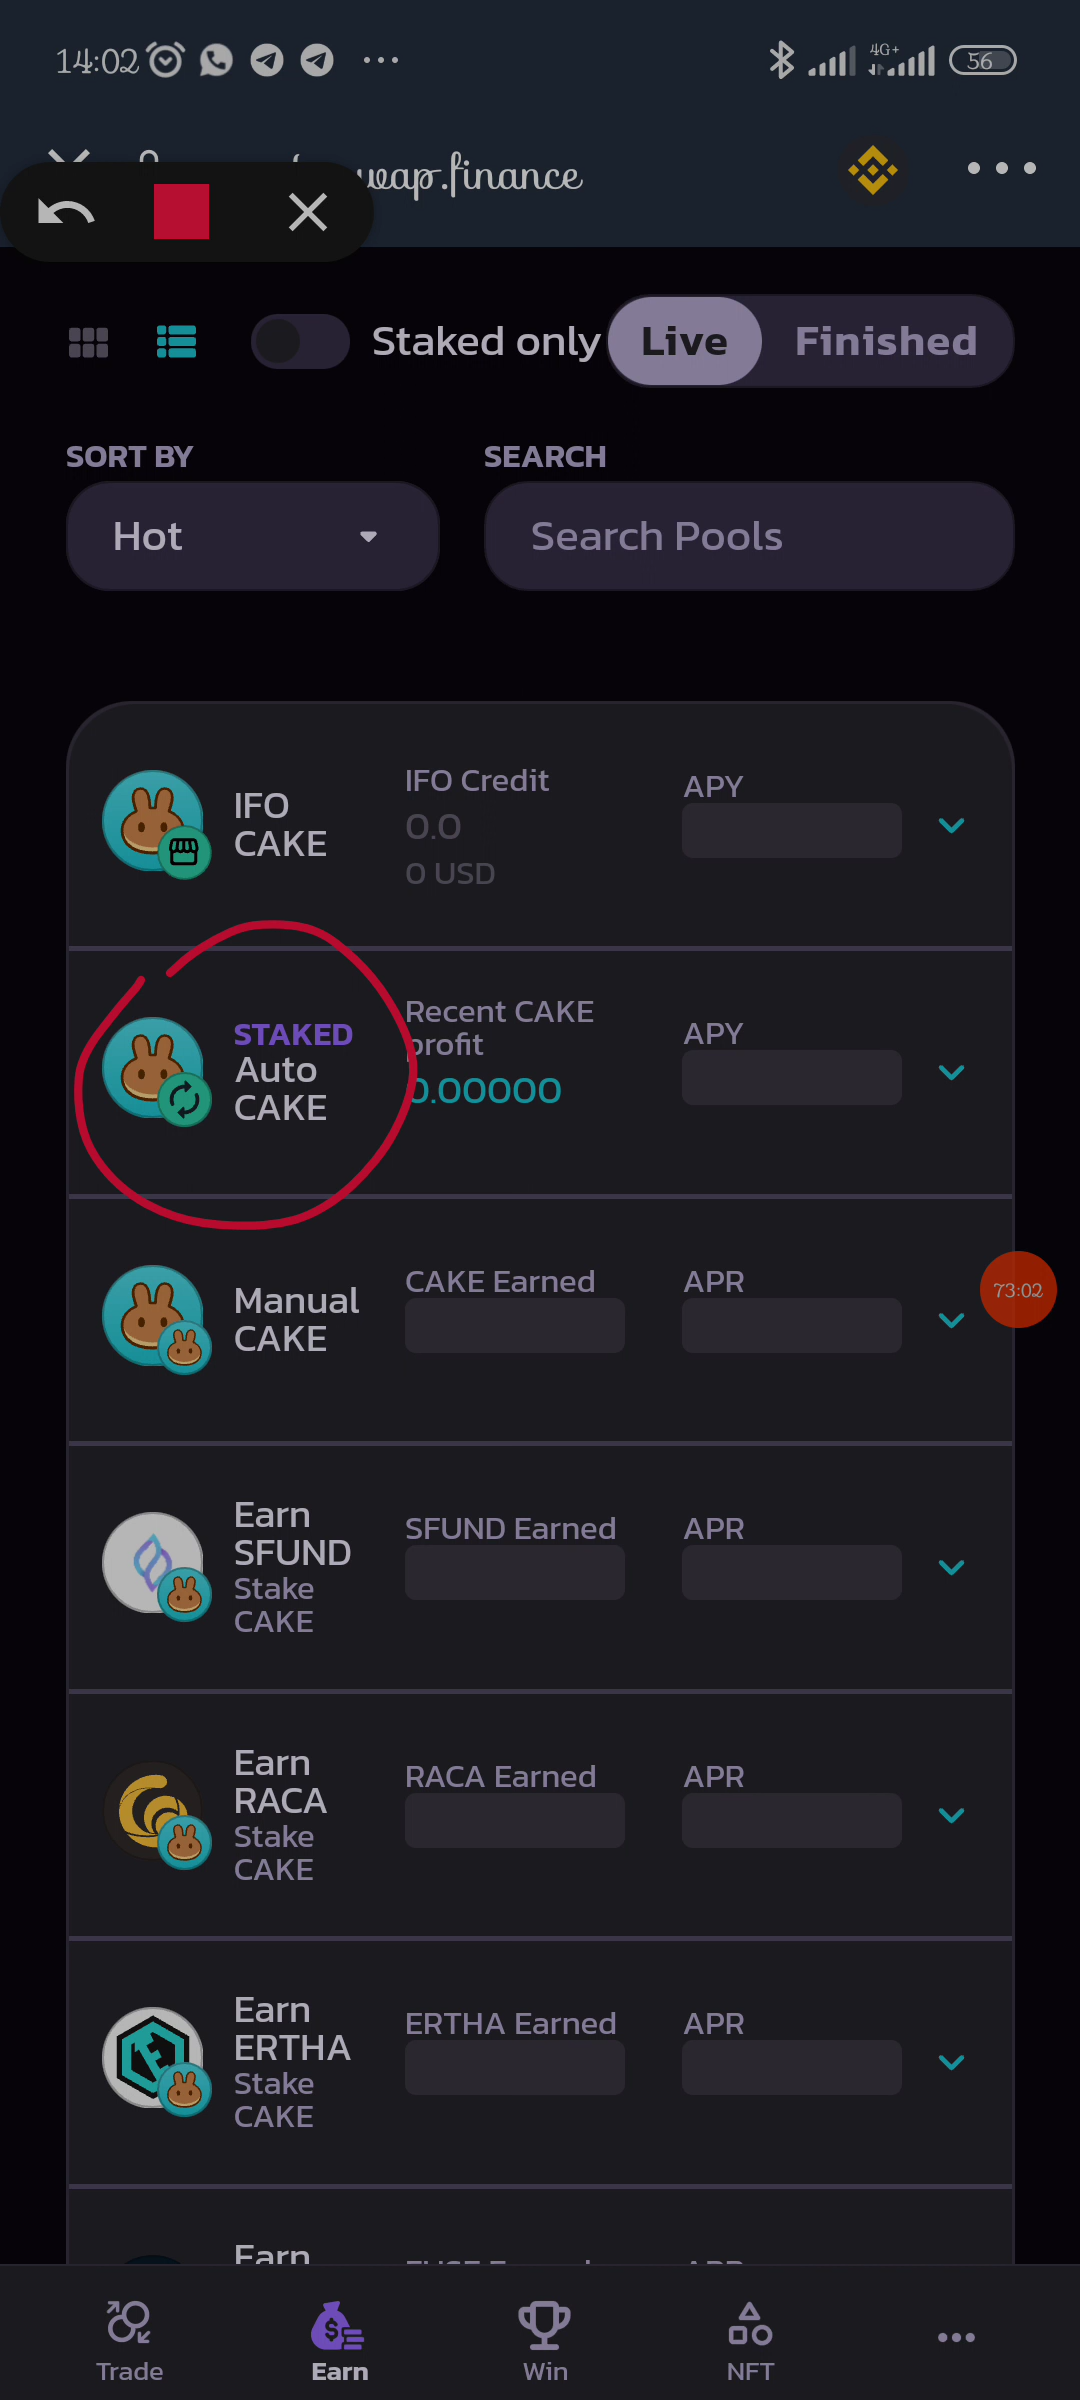 14:02
4G+
56
swap.finance
Staked only
Live
Finished
SORT BY
SEARCH
Hot
Search Pools
IFO
CAKE
IFO Credit
0.0
0 USD
APY
STAKED
Auto
CAKE
Recent CAKE
profit
0.00000
APY
Manual
CAKE
CAKE Earned
APR
73:02
Earn
SFUND
Stake
CAKE
SFUND Earned
APR
Earn
RACA
Stake
CAKE
RACA Earned
APR
Earn
ERTHA
Stake
CAKE
ERTHA Earned
APR
Earn
APR
Trade
Earn
Win
NFT